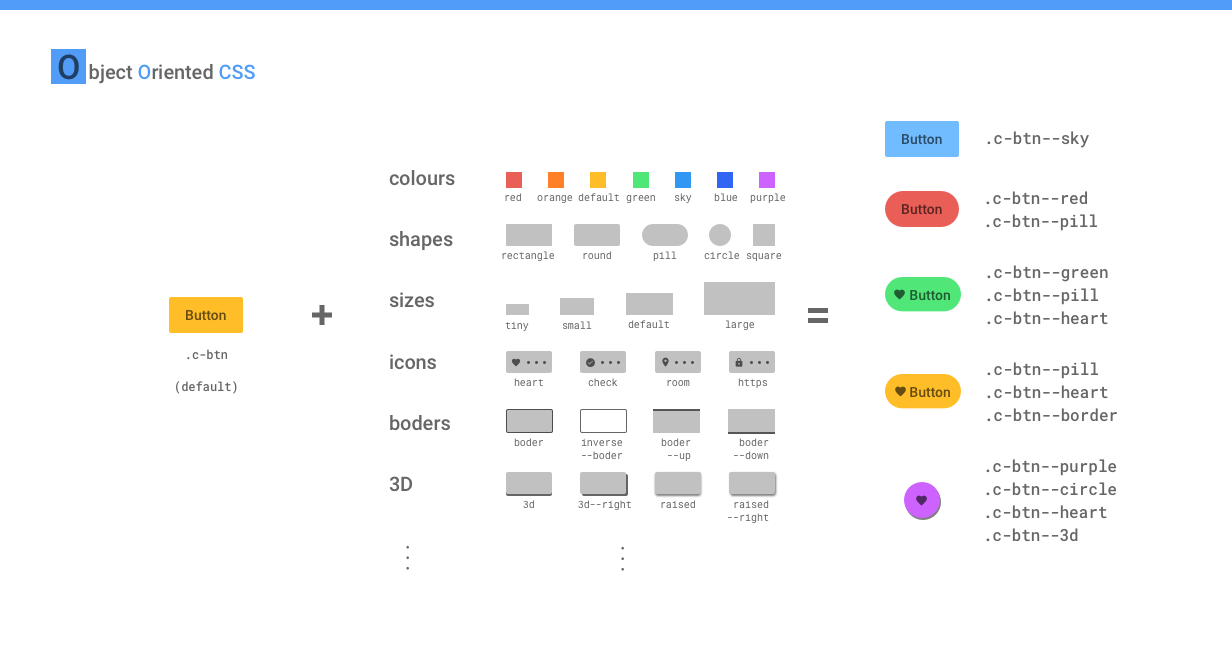 Object Oriented CSS
Button
.c-btn
(default)
colours
red orange default green sky blue purple
shapes
rectangle round pill circle square
sizes
tiny small default large
icons
heart check room https
boders
boder inverse boder boder
--boder --up --down
3D
3d 3d--right raised raised
--right
Button .c-btn--sky
Button .c-btn--red
.c-btn--pill
Button .c-btn--green
.c-btn--pill
.c-btn--heart
Button .c-btn--pill
.c-btn--heart
.c-btn--border
.c-btn--purple
.c-btn--circle
.c-btn--heart
.c-btn--3d